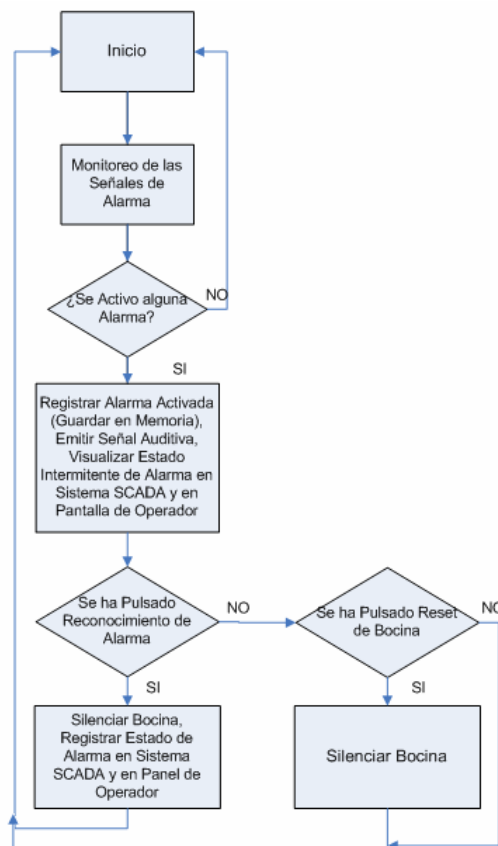 Inicio
Monitoreo de las
Señales de
Alarma
¿Se Activo alguna
Alarma?
NO
SI
Registrar Alarma Activada
(Guardar en Memoria),
Emitir Señal Auditiva,
Visualizar Estado
Intermitente de Alarma en
Sistema SCADA y en
Pantalla de Operador
Se ha Pulsado
Reconocimiento de
Alarma
NO
Se ha Pulsado Reset
de Bocina
NO
SI
SI
Silenciar Bocina,
Registrar Estado de
Alarma en Sistema
SCADA y en Panel de
Operador
Silenciar Bocina